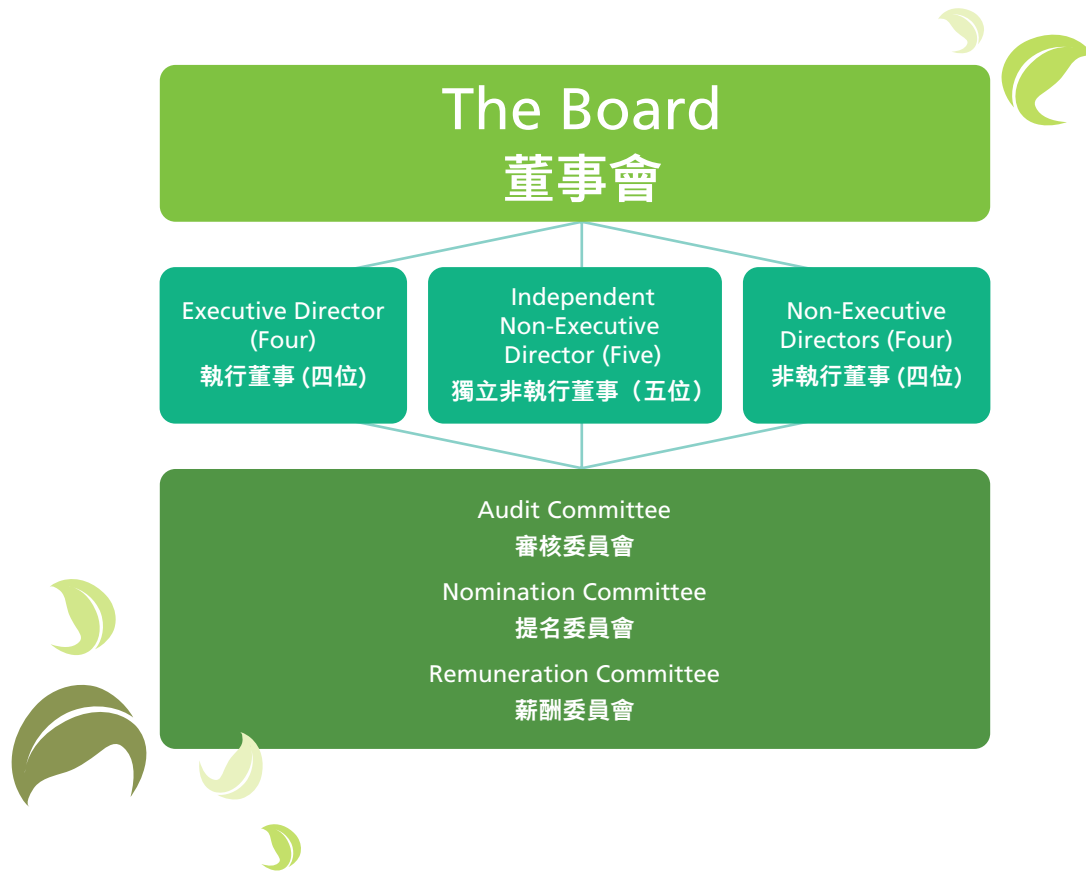 The Board
董事會
Executive Director
(Four)
執行董事 (四位)
Independent
Non-Executive
Director (Five)
獨立非執行董事（五位）
Non-Executive
Directors (Four)
非執行董事 (四位)
Audit Committee
審核委員會
Nomination Committee
提名委員會
Remuneration Committee
薪酬委員會